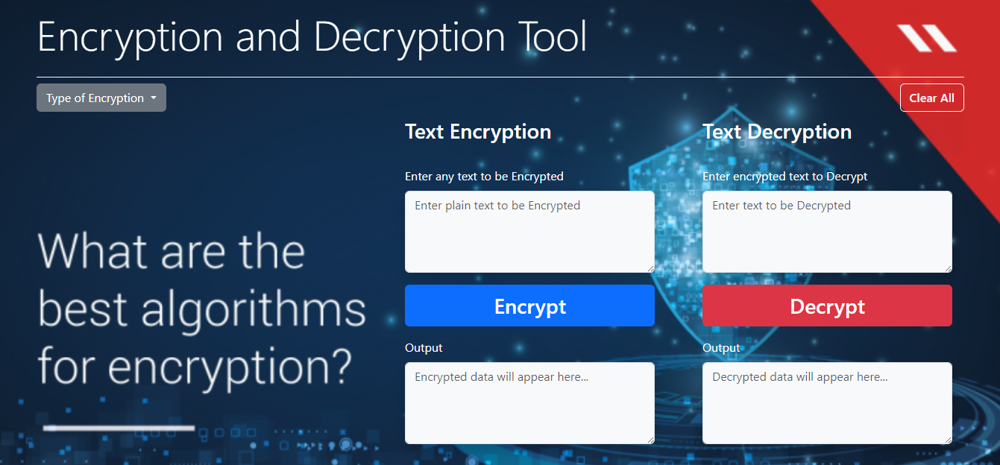 Encryption and Decryption Tool
Type of Encryption
Clear All
Text Encryption
Enter any text to be Encrypted
Enter plain text to be Encrypted
Encrypt
Output
Encrypted data will appear here...
Text Decryption
Enter encrypted text to Decrypt
Enter text to be Decrypted
Decrypt
Output
Decrypted data will appear here...
What are the
best algorithms
for encryption?